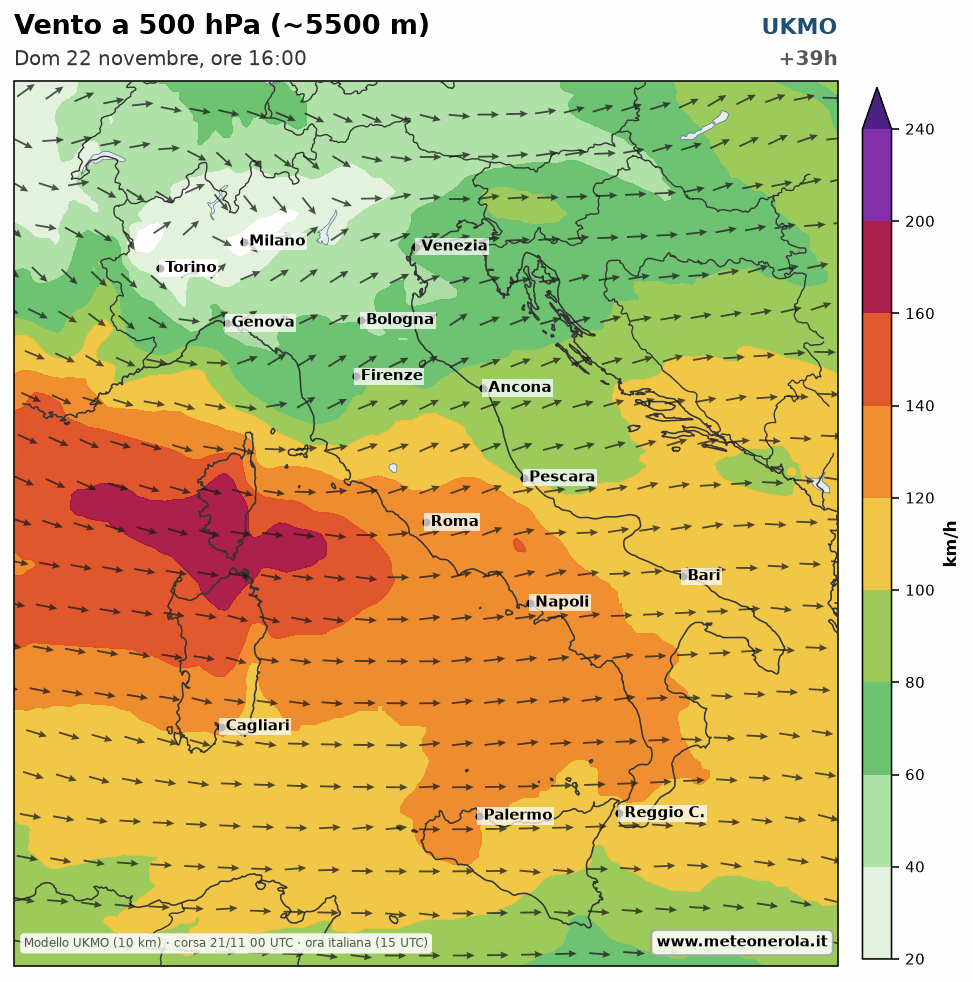 Vento a 500 hPa (~5500 m)
UKMO
Dom 22 novembre, ore 16:00
+39h
Milano
Venezia
Torino
Genova
Bologna
Firenze
Ancona
Pescara
Roma
Bari
Napoli
Cagliari
Palermo
Reggio C.
240
200
160
140
120
100
80
60
40
20
km/h
Modello UKMO (10 km) · corsa 21/11 00 UTC · ora italiana (15 UTC)
www.meteonerola.it